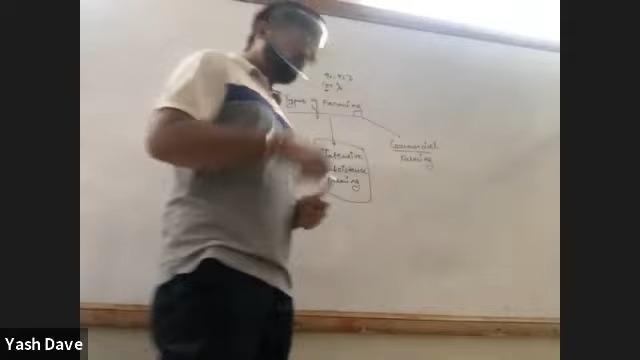 Types of Farming
Intensive
Subsistence
Farming
Commercial
Farming
Yash Dave